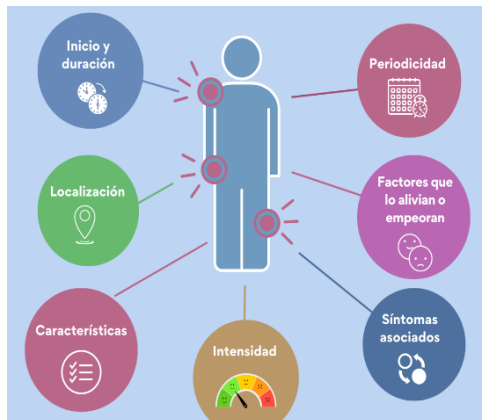 Inicio y
duración
Periodicidad
Localización
Factores que
lo alivian o
empeoran
Características
Intensidad
Síntomas
asociados